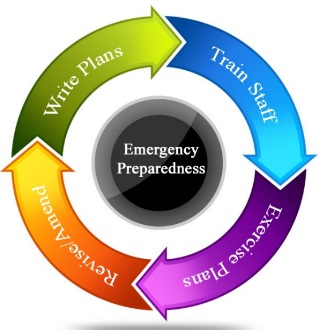 Write Plans
Train Staff
Emergency
Preparedness
Exercise Plans
Revise/Amend